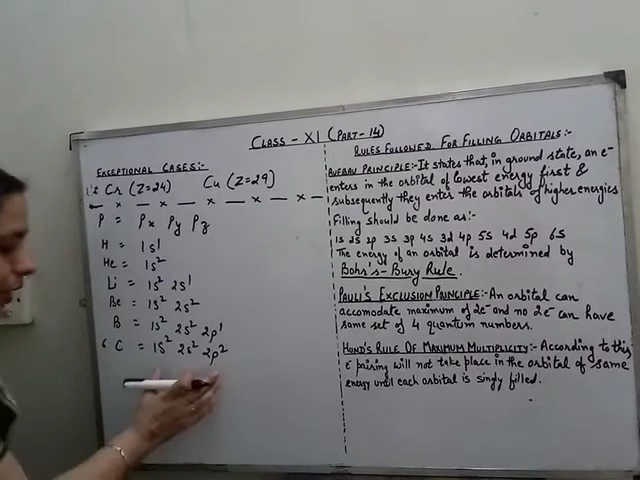 CLASS - XI (PART-14)
EXCEPTIONAL CASES:-
i.e Cr (Z=24) Cu (Z=29)
P = Px Py Pz
H = 1s¹
He = 1s²
Li = 1s² 2s¹
Be = 1s² 2s²
B = 1s² 2s² 2p¹
6 C = 1s² 2s² 2p²
RULES FOLLOWED FOR FILLING ORBITALS:-
AUFBAU PRINCIPLE:- It states that, in ground state, an e⁻
enters in the orbital of lowest energy first &
subsequently they enter the orbitals of higher energies
Filling should be done as:-
1s 2s 2p 3s 3p 4s 3d 4p 5s 4d 5p 6s
The energy of an orbital is determined by
Bohr's-Bury Rule.
PAULI'S EXCLUSION PRINCIPLE:- An orbital can
accomodate maximum of 2e⁻ and no 2e⁻ can have
same set of 4 quantum numbers.
HOND'S RULE OF MAXIMUM MULTIPLICITY:- According to this
e⁻ pairing will not take place in the orbital of same
energy until each orbital is singly filled.